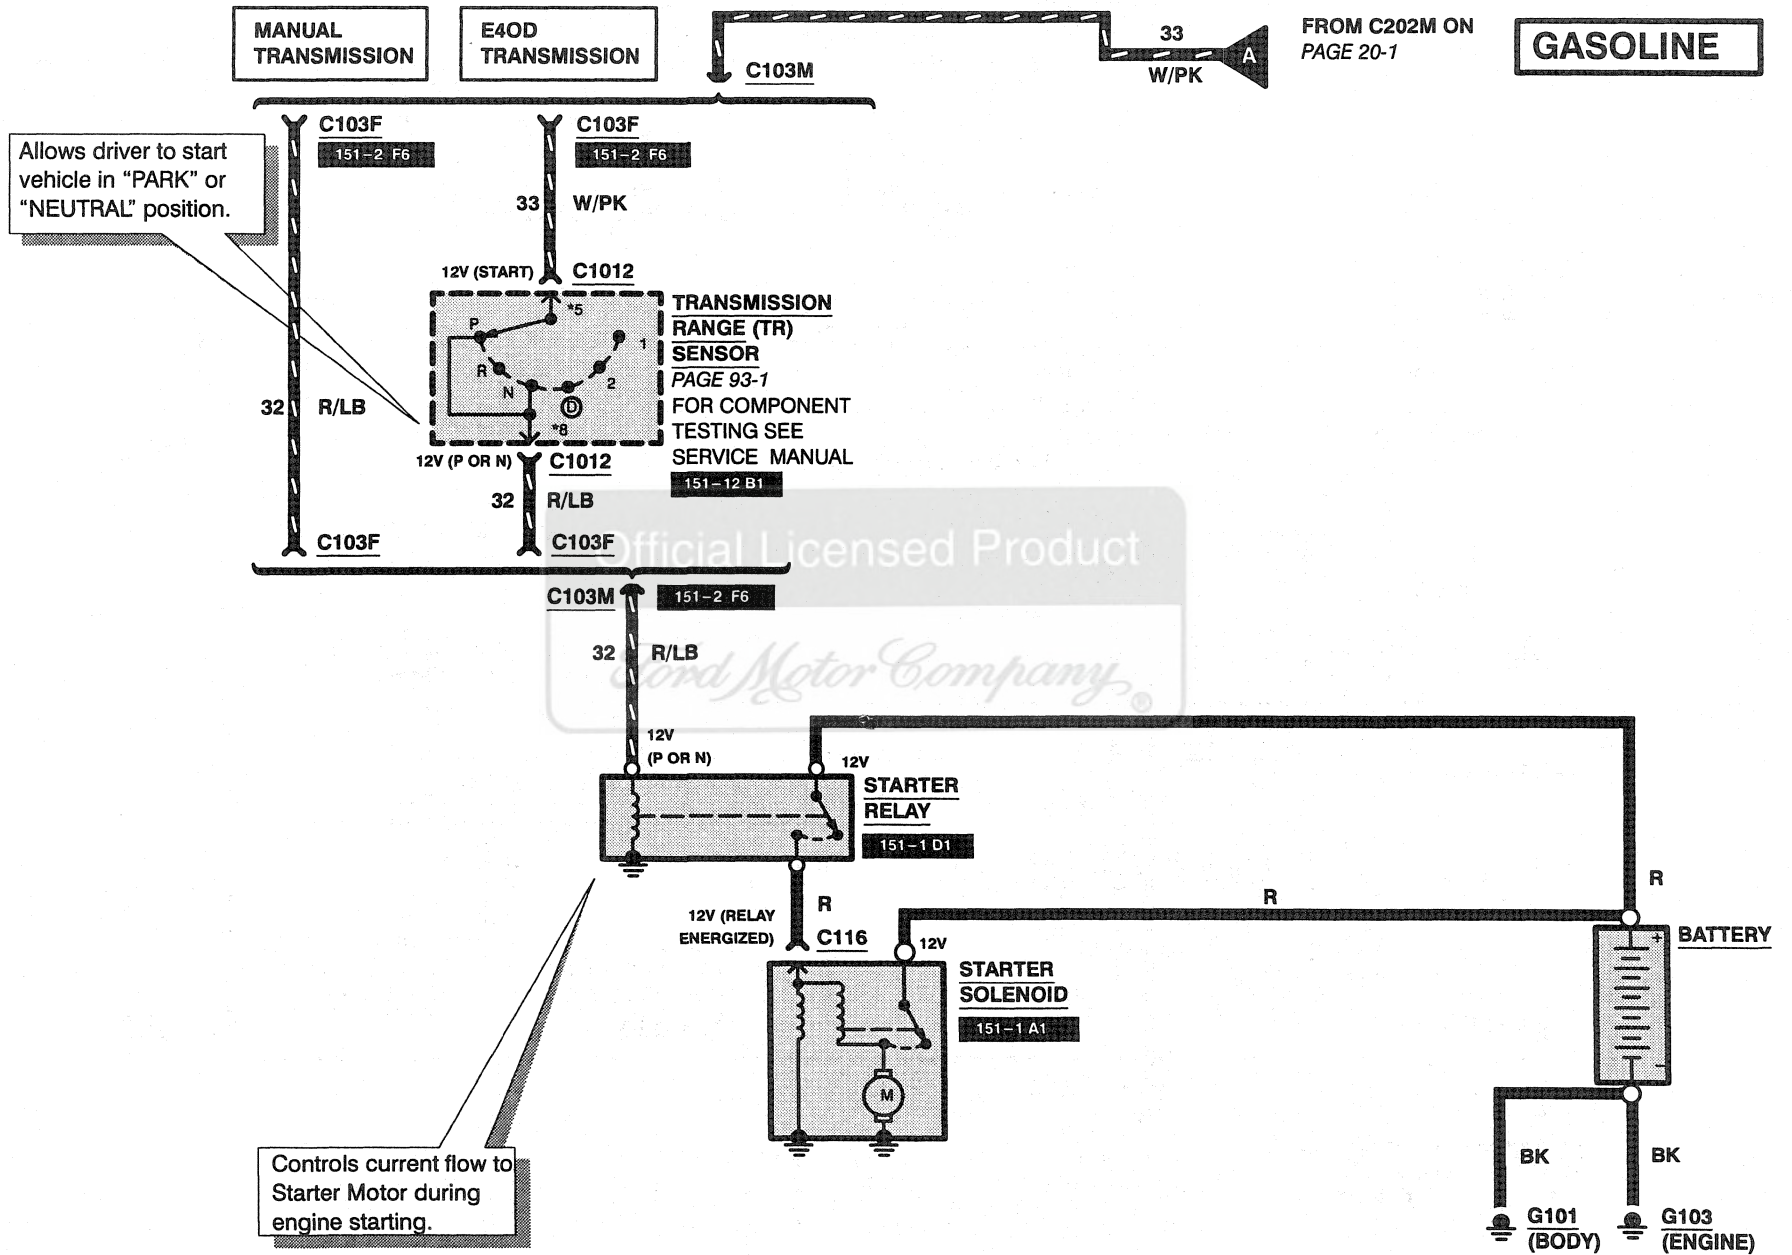 MANUAL
TRANSMISSION
E4OD
TRANSMISSION
C103M
33
W/PK
A
FROM C202M ON
PAGE 20-1
GASOLINE
C103F
151-2 F6
C103F
151-2 F6
Allows driver to start
vehicle in “PARK” or
“NEUTRAL” position.
33 W/PK
12V (START)
C1012
*5
P
R
N
D
2
1
*8
TRANSMISSION
RANGE (TR)
SENSOR
PAGE 93-1
FOR COMPONENT
TESTING SEE
SERVICE MANUAL
151-12 B1
32 R/LB
12V (P OR N)
C1012
32 R/LB
C103F
C103F
Official Licensed Product
C103M
151-2 F6
32 R/LB
Ford Motor Company
®
12V
(P OR N)
12V
STARTER
RELAY
151-1 D1
R
R
R
12V (RELAY
ENERGIZED)
C116
12V
STARTER
SOLENOID
151-1 A1
M
+
BATTERY
−
BK
BK
G101
(BODY)
G103
(ENGINE)
Controls current flow to
Starter Motor during
engine starting.